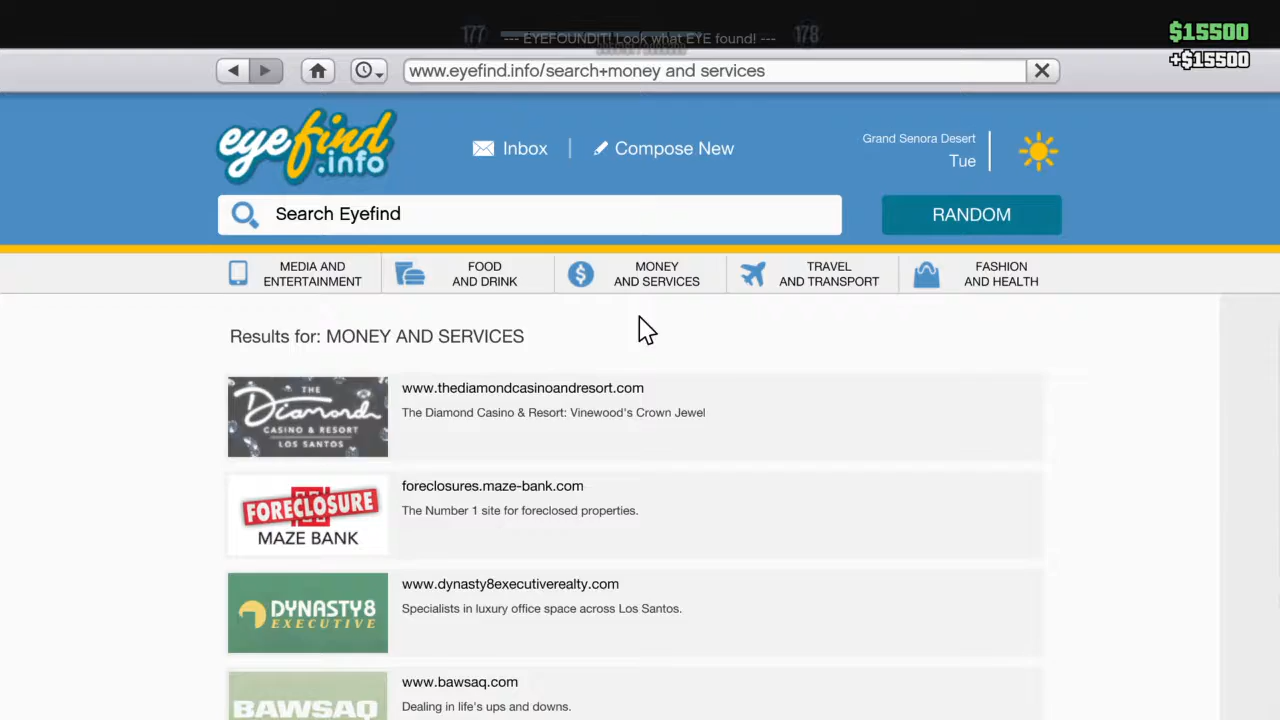 177
--- EYEFOUNDIT! Look what EYE found! ---
178
$15500
+$15500
www.eyefind.info/search+money and services
eyefind.info
Inbox
Compose New
Grand Senora Desert
Tue
Search Eyefind
RANDOM
MEDIA AND
ENTERTAINMENT
FOOD
AND DRINK
MONEY
AND SERVICES
TRAVEL
AND TRANSPORT
FASHION
AND HEALTH
Results for: MONEY AND SERVICES
THE
Diamond
CASINO & RESORT
LOS SANTOS
www.thediamondcasinoandresort.com
The Diamond Casino & Resort: Vinewood's Crown Jewel
FORECLOSURE
MAZE BANK
foreclosures.maze-bank.com
The Number 1 site for foreclosed properties.
DYNASTY8
EXECUTIVE
www.dynasty8executiverealty.com
Specialists in luxury office space across Los Santos.
BAWSAQ
www.bawsaq.com
Dealing in life's ups and downs.